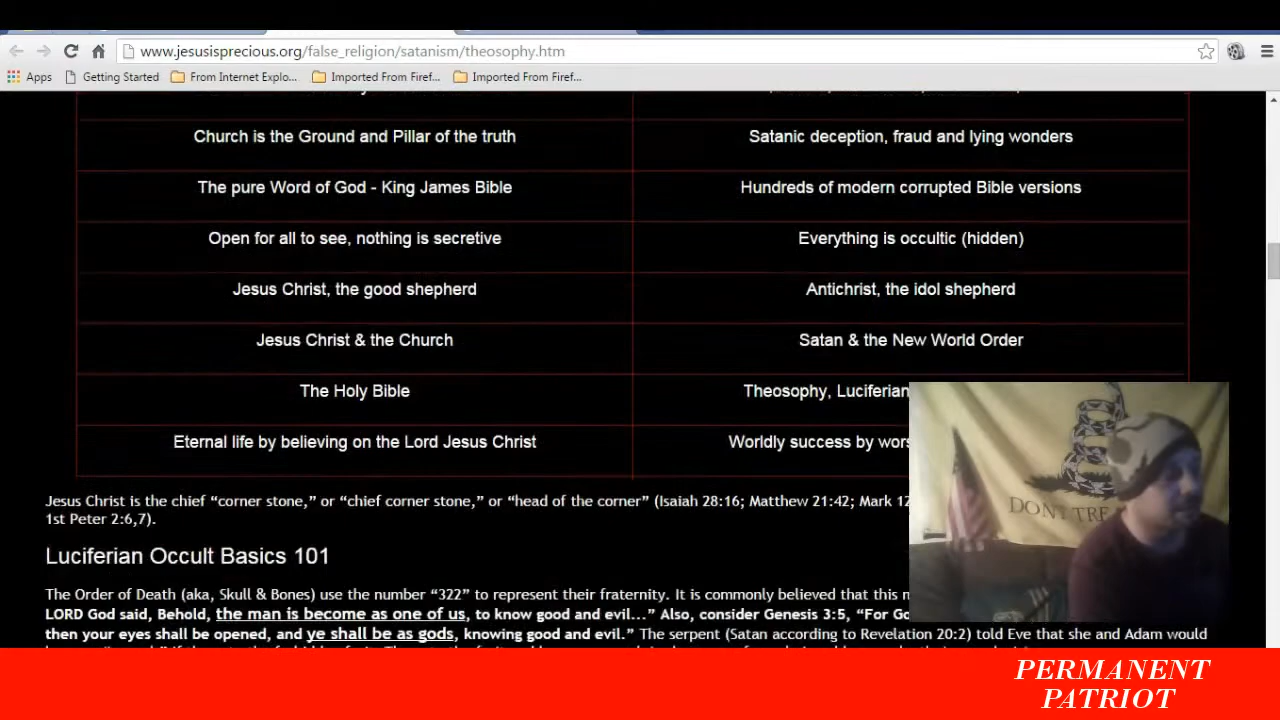 www.jesusisprecious.org/false_religion/satanism/theosophy.htm
Apps Getting Started From Internet Explo... Imported From Firef... Imported From Firef...
Church is the Ground and Pillar of the truth Satanic deception, fraud and lying wonders
The pure Word of God - King James Bible Hundreds of modern corrupted Bible versions
Open for all to see, nothing is secretive Everything is occultic (hidden)
Jesus Christ, the good shepherd Antichrist, the idol shepherd
Jesus Christ & the Church Satan & the New World Order
The Holy Bible Theosophy, Luciferian
Eternal life by believing on the Lord Jesus Christ Worldly success by wors
Jesus Christ is the chief “corner stone,” or “chief corner stone,” or “head of the corner” (Isaiah 28:16; Matthew 21:42; Mark 12
1st Peter 2:6,7).
Luciferian Occult Basics 101
The Order of Death (aka, Skull & Bones) use the number “322” to represent their fraternity. It is commonly believed that this n
LORD God said, Behold, the man is become as one of us, to know good and evil...” Also, consider Genesis 3:5, “For Go
then your eyes shall be opened, and ye shall be as gods, knowing good and evil.” The serpent (Satan according to Revelation 20:2) told Eve that she and Adam would
DON'T TRE
PERMANENT
PATRIOT